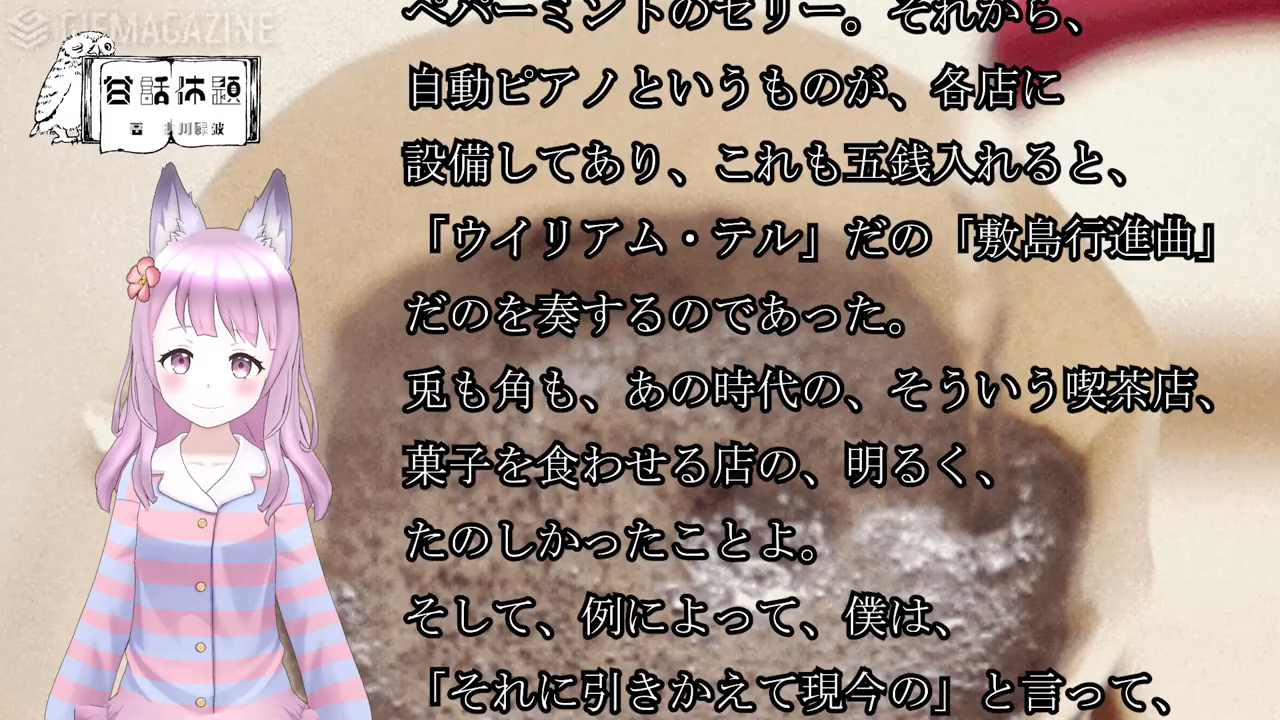 GIFMAGAZINE
谷話休題
ペパーミントのゼリー。それから、
自動ピアノというものが、各店に
設備してあり、これも五銭入れると、
「ウイリアム・テル」だの「敷島行進曲」
だのを奏するのであった。
兎も角も、あの時代の、そういう喫茶店、
菓子を食わせる店の、明るく、
たのしかったことよ。
そして、例によって、僕は、
「それに引きかえて現今の」と言って、